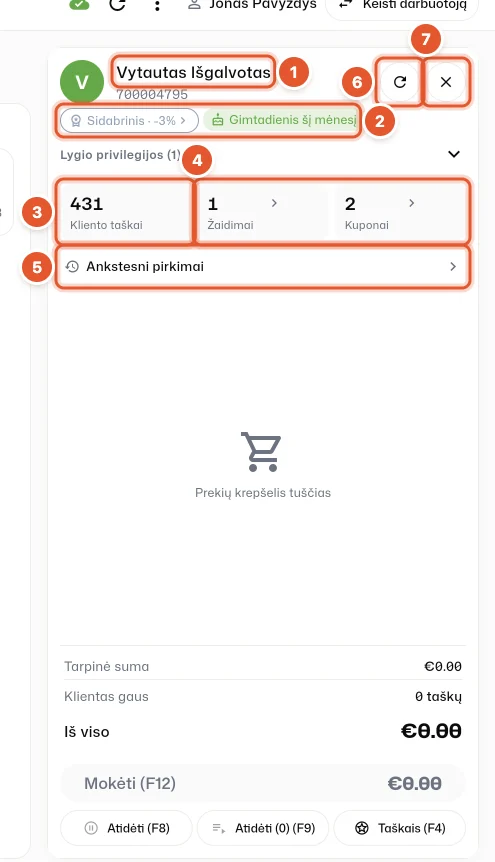 Jonas Pavyzdys Keisti darbuotoją
7
V Vytautas Išgalvotas 1 6
700004795
Sidabrinis · -3% Gimtadienis šį mėnesį 2
Lygio privilegijos (1) 4
3 431 1 2
Kliento taškai Žaidimai Kuponai
5 Ankstesni pirkimai
Prekių krepšelis tuščias
Tarpinė suma €0.00
Klientas gaus 0 taškų
Iš viso €0.00
Mokėti (F12) €0.00
Atidėti (F8) Atidėti (0) (F9) Taškais (F4)